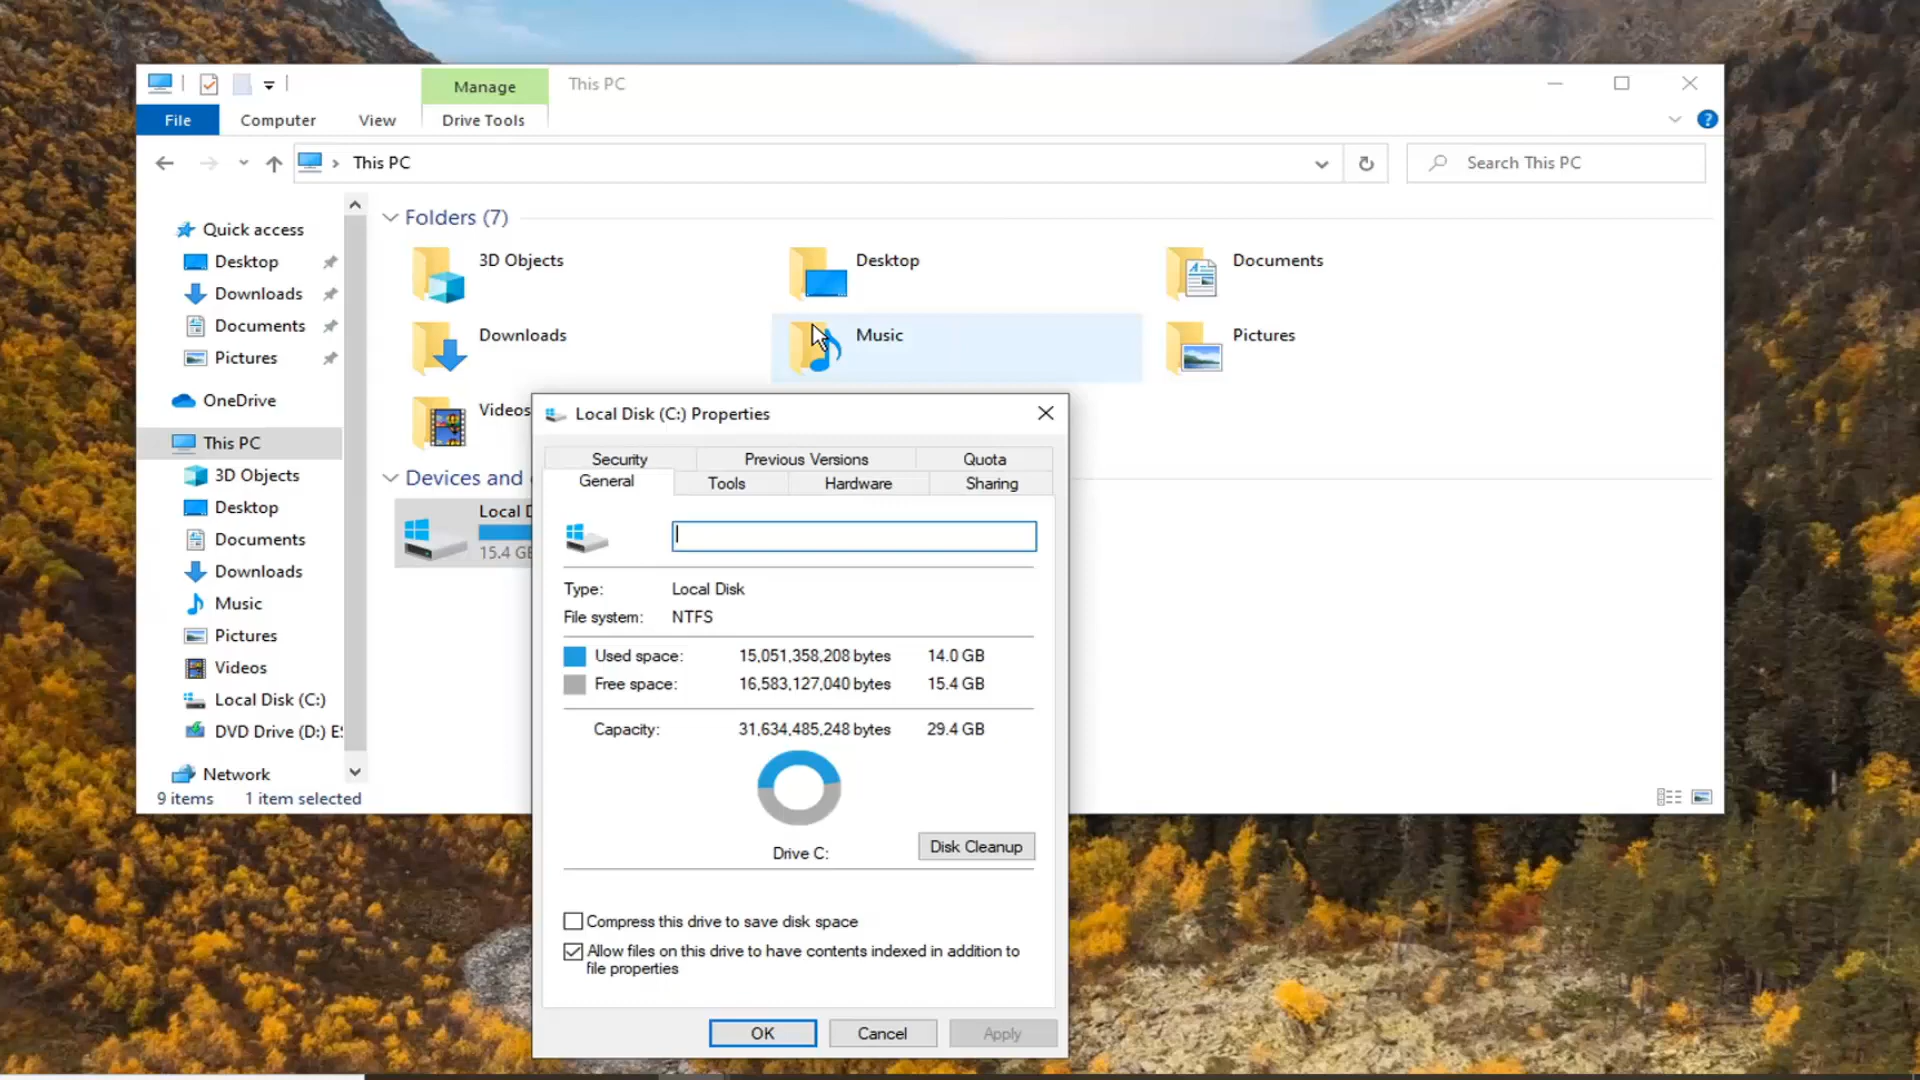 Manage
This PC
File
Computer
View
Drive Tools
This PC
Search This PC
Quick access
Desktop
Downloads
Documents
Pictures
OneDrive
This PC
3D Objects
Desktop
Documents
Downloads
Music
Pictures
Videos
Local Disk (C:)
DVD Drive (D:) ES
Network
9 items
1 item selected
Folders (7)
3D Objects
Desktop
Documents
Downloads
Music
Pictures
Videos
Devices and
Local D
15.4 GB
Local Disk (C:) Properties
Security
Previous Versions
Quota
General
Tools
Hardware
Sharing
Type: Local Disk
File system: NTFS
Used space: 15,051,358,208 bytes 14.0 GB
Free space: 16,583,127,040 bytes 15.4 GB
Capacity: 31,634,485,248 bytes 29.4 GB
Drive C:
Disk Cleanup
Compress this drive to save disk space
Allow files on this drive to have contents indexed in addition to
file properties
OK
Cancel
Apply